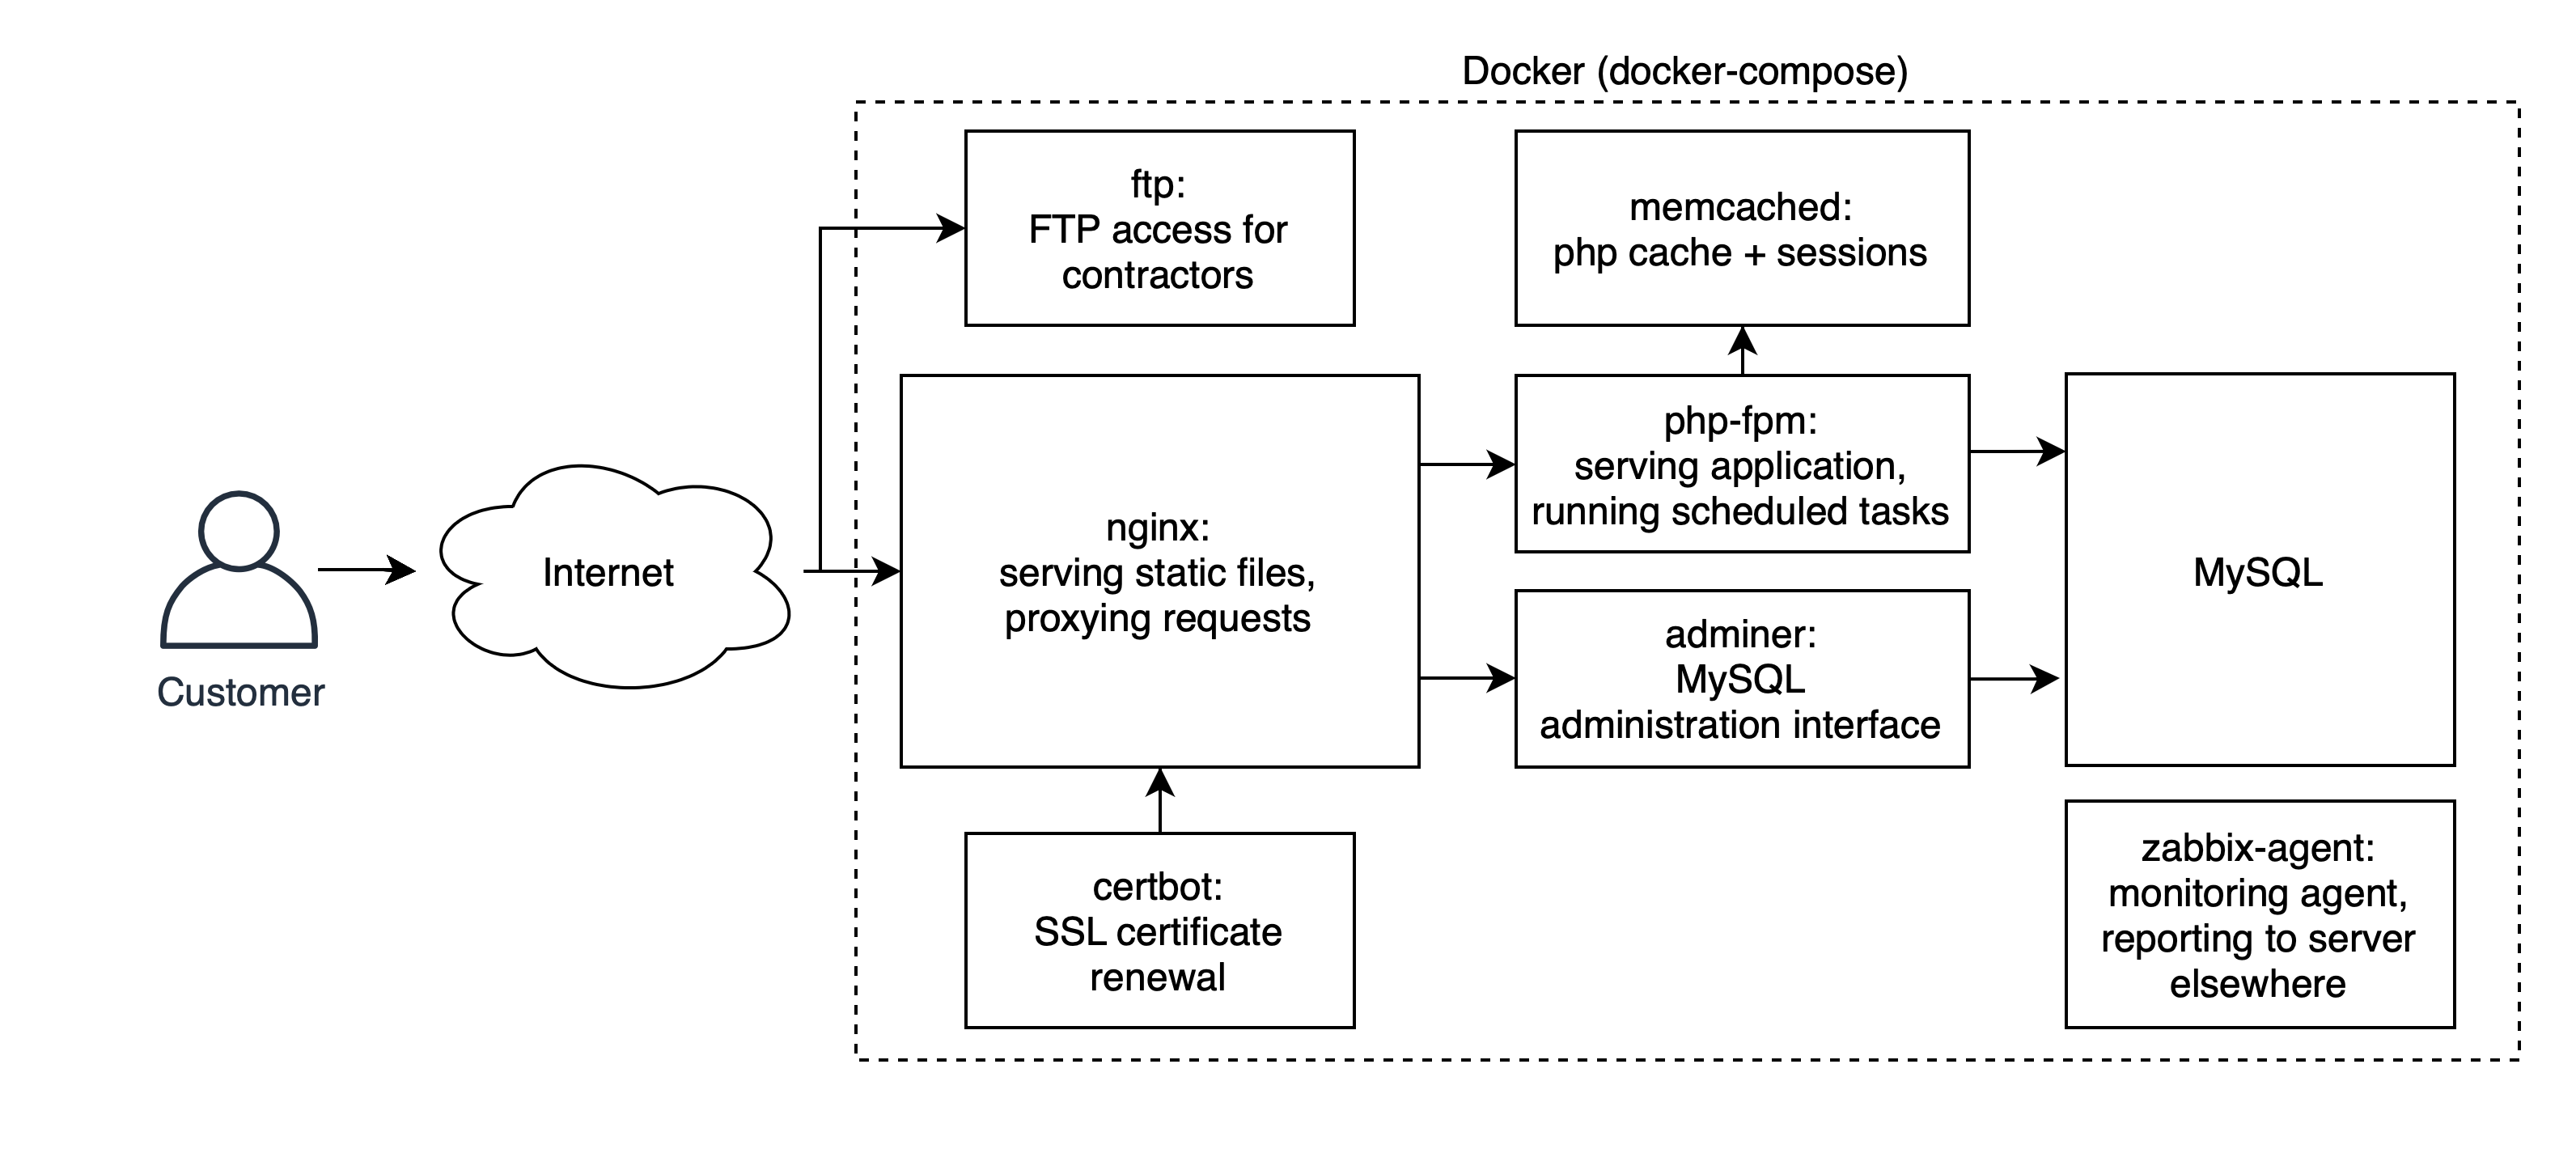 Docker (docker-compose)
ftp:
FTP access for
contractors
memcached:
php cache + sessions
nginx:
serving static files,
proxying requests
php-fpm:
serving application,
running scheduled tasks
MySQL
Internet
Customer
adminer:
MySQL
administration interface
certbot:
SSL certificate
renewal
zabbix-agent:
monitoring agent,
reporting to server
elsewhere